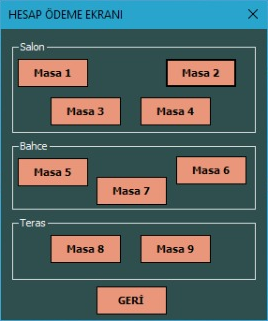 HESAP ÖDEME EKRANI
Salon
Masa 1 Masa 2
Masa 3 Masa 4
Bahce
Masa 5 Masa 7 Masa 6
Teras
Masa 8 Masa 9
GERİ